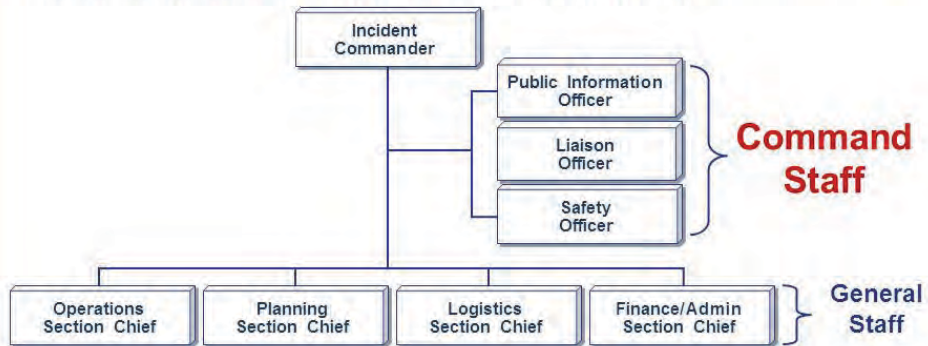 Incident
Commander
Public Information
Officer
Liaison
Officer
Safety
Officer
Command
Staff
Operations
Section Chief
Planning
Section Chief
Logistics
Section Chief
Finance/Admin
Section Chief
General
Staff